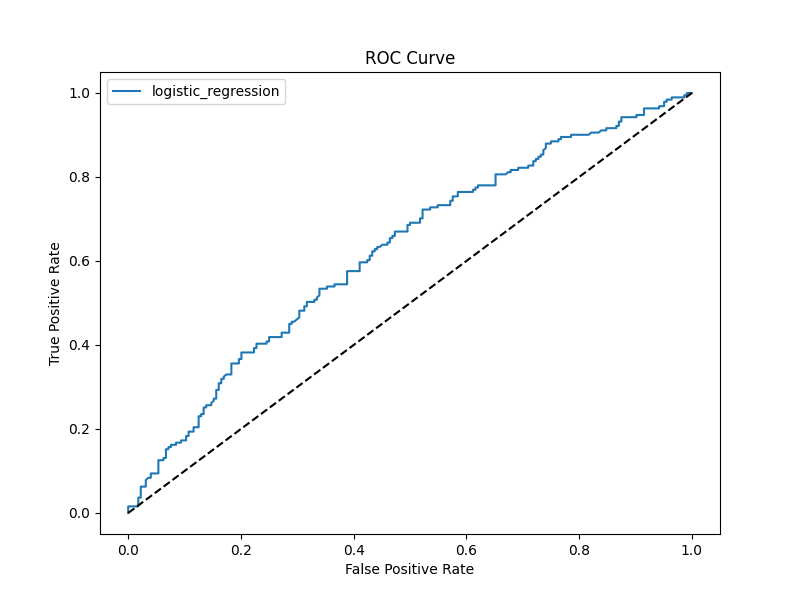 ROC Curve
logistic_regression
True Positive Rate
1.0
0.8
0.6
0.4
0.2
0.0
0.0 0.2 0.4 0.6 0.8 1.0
False Positive Rate